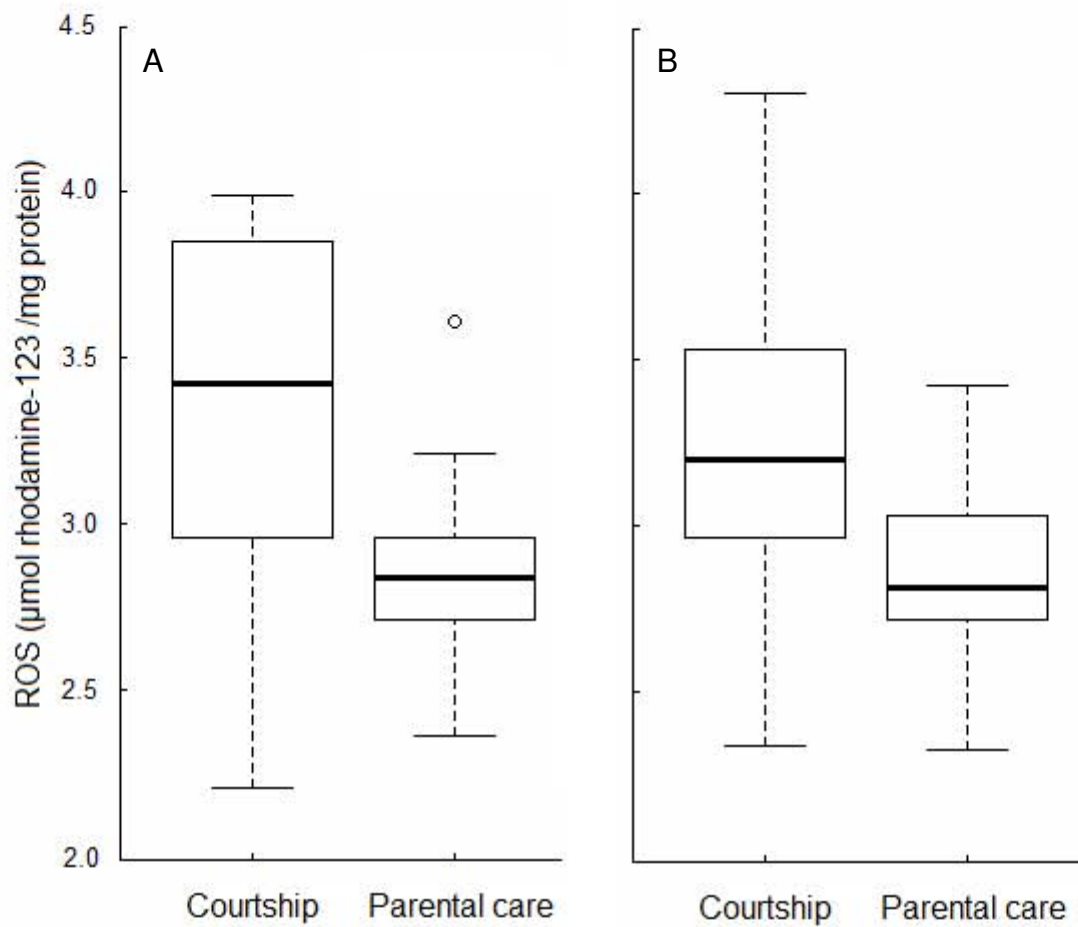 A
B
4.5
4.0
3.5
3.0
2.5
2.0
ROS (µmol rhodamine-123 /mg protein)
Courtship Parental care
Courtship Parental care